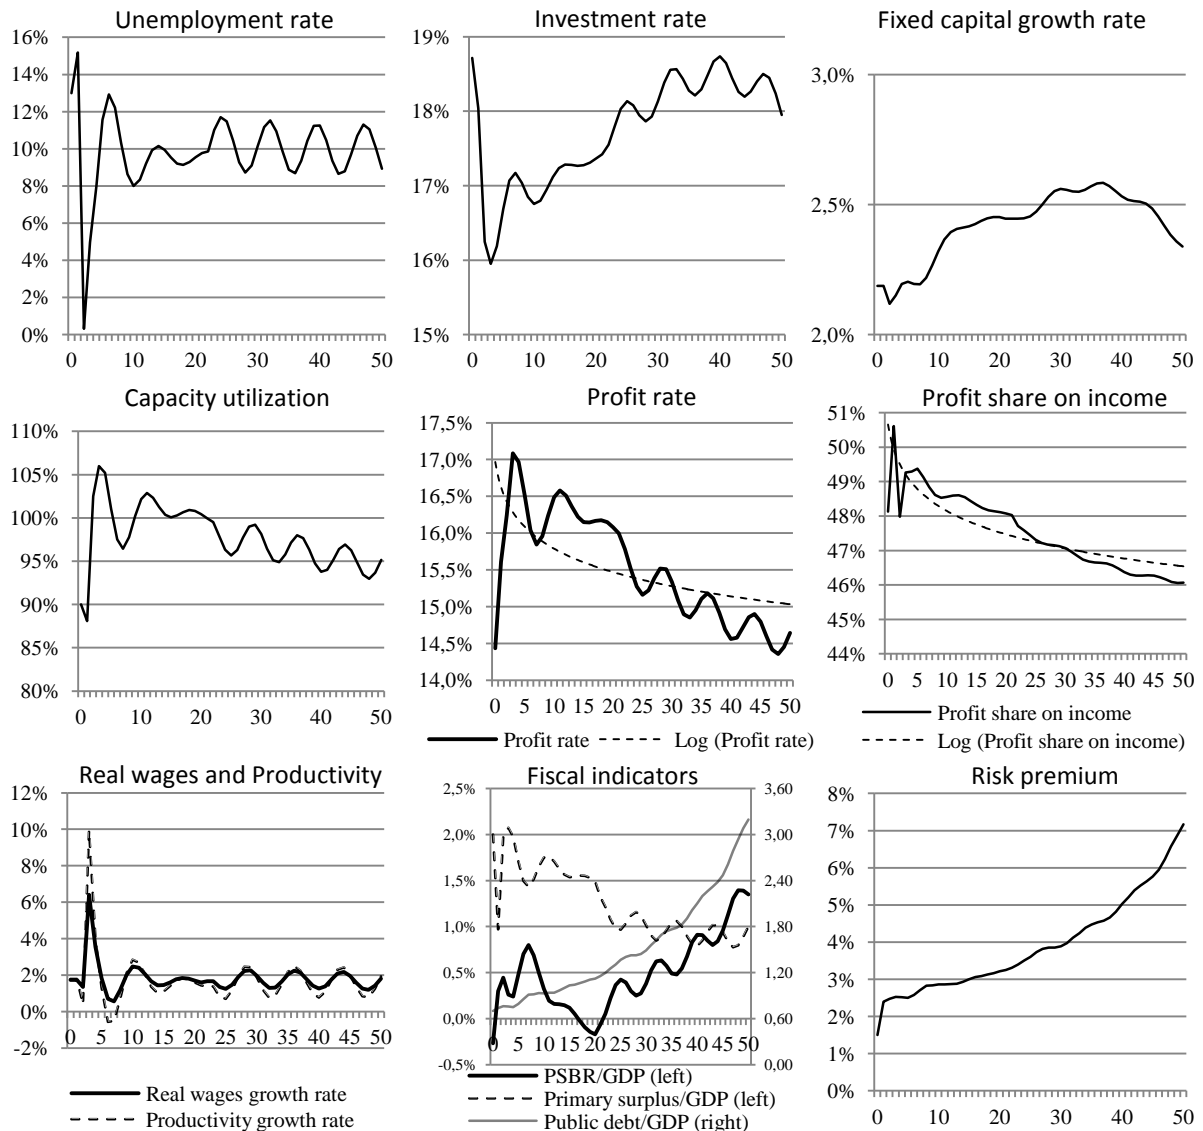 Unemployment rate
16%
14%
12%
10%
8%
6%
4%
2%
0%
0 10 20 30 40 50
Investment rate
19%
18%
17%
16%
15%
0 10 20 30 40 50
Fixed capital growth rate
3,0%
2,5%
2,0%
0 10 20 30 40 50
Capacity utilization
110%
105%
100%
95%
90%
85%
80%
0 10 20 30 40 50
Profit rate
17,5%
17,0%
16,5%
16,0%
15,5%
15,0%
14,5%
14,0%
0 5 10 15 20 25 30 35 40 45 50
Profit rate Log (Profit rate)
Profit share on income
51%
50%
49%
48%
47%
46%
45%
44%
0 5 10 15 20 25 30 35 40 45 50
Profit share on income
Log (Profit share on income)
Real wages and Productivity
12%
10%
8%
6%
4%
2%
0%
-2%
0 5 10 15 20 25 30 35 40 45 50
Real wages growth rate
Productivity growth rate
Fiscal indicators
2,5%
2,0%
1,5%
1,0%
0,5%
0,0%
-0,5%
3,60
3,00
2,40
1,80
1,20
0,60
0,00
0 5 10 15 20 25 30 35 40 45 50
PSBR/GDP (left)
Primary surplus/GDP (left)
Public debt/GDP (right)
Risk premium
8%
7%
6%
5%
4%
3%
2%
1%
0%
0 10 20 30 40 50